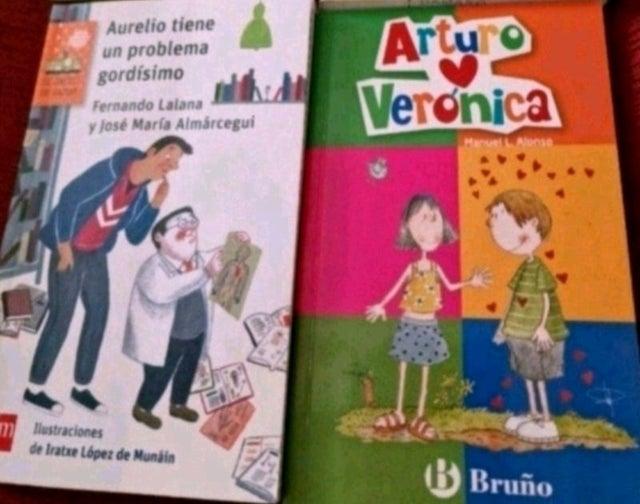 Aurelio tiene
un problema
gordísimo
Fernando Lalana
y José María Almárcegui
Ilustraciones
de Iratxe López de Munáin
Arturo
Verónica
Manuel L. Alonso
B Bruño